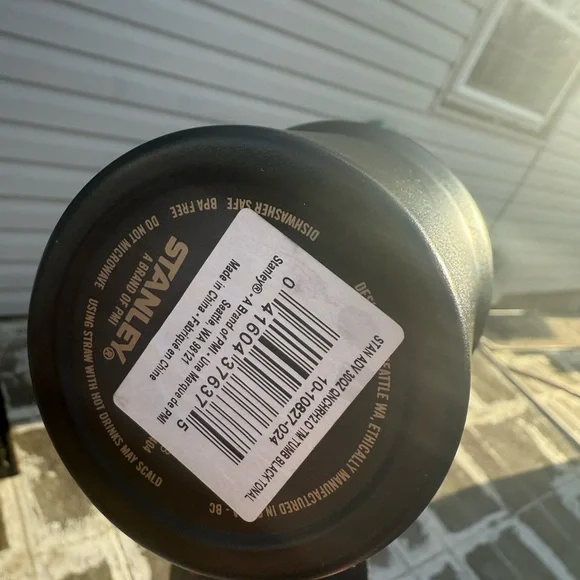 STAN ADV 30OZ QNCHRH2.0 TM TUMB BLACK TONAL
10-10827-024
0 41604 37637 5
Stanley® - A Brand of PMI - Une Marque de PMI
Seattle, WA 98121
Made in China - Fabriqué en Chine
STANLEY®
A BRAND OF PMI
DO NOT MICROWAVE
BPA FREE
DISHWASHER SAFE
SEATTLE WA ETHICALLY MANUFACTURED IN
BC
USING STRAW WITH HOT DRINKS MAY SCALD